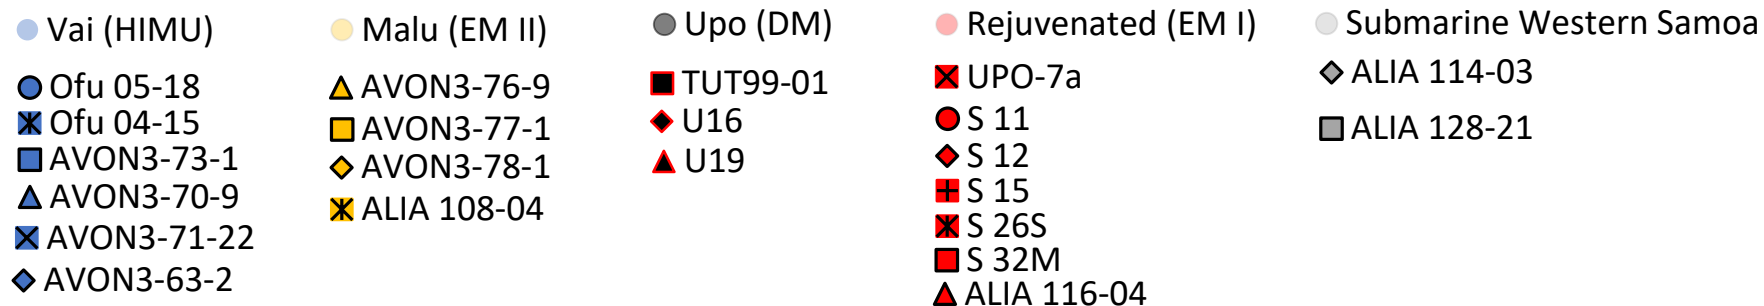 Vai (HIMU)
Ofu 05-18
Ofu 04-15
AVON3-73-1
AVON3-70-9
AVON3-71-22
AVON3-63-2
Malu (EM II)
AVON3-76-9
AVON3-77-1
AVON3-78-1
ALIA 108-04
Upo (DM)
TUT99-01
U16
U19
Rejuvenated (EM I)
UPO-7a
S 11
S 12
S 15
S 26S
S 32M
ALIA 116-04
Submarine Western Samoa
ALIA 114-03
ALIA 128-21